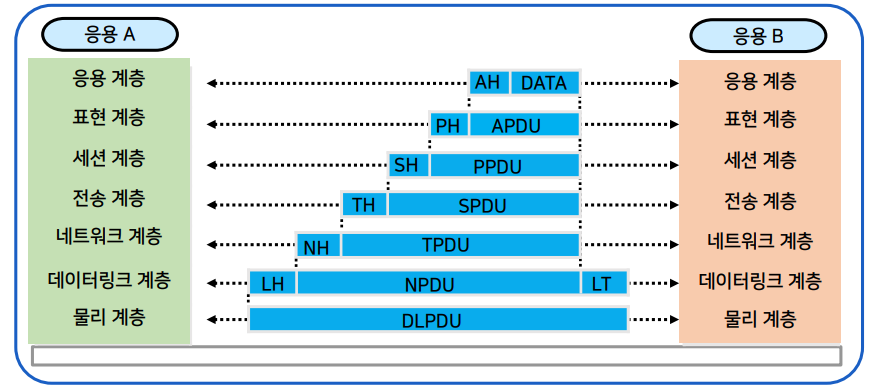 응용 A 응용 B
응용 계층 AH DATA 응용 계층
표현 계층 PH APDU 표현 계층
세션 계층 SH PPDU 세션 계층
전송 계층 TH SPDU 전송 계층
네트워크 계층 NH TPDU 네트워크 계층
데이터링크 계층 LH NPDU LT 데이터링크 계층
물리 계층 DLPDU 물리 계층